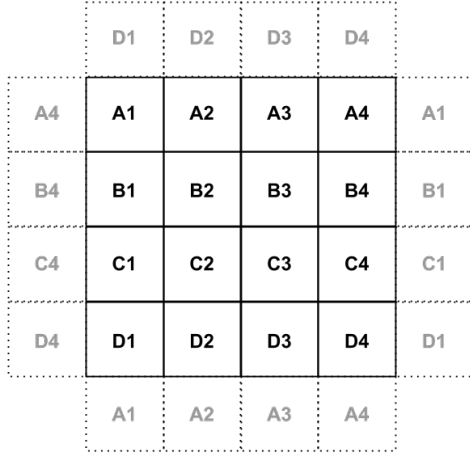 D1 D2 D3 D4
A4 A1 A2 A3 A4 A1
B4 B1 B2 B3 B4 B1
C4 C1 C2 C3 C4 C1
D4 D1 D2 D3 D4 D1
A1 A2 A3 A4